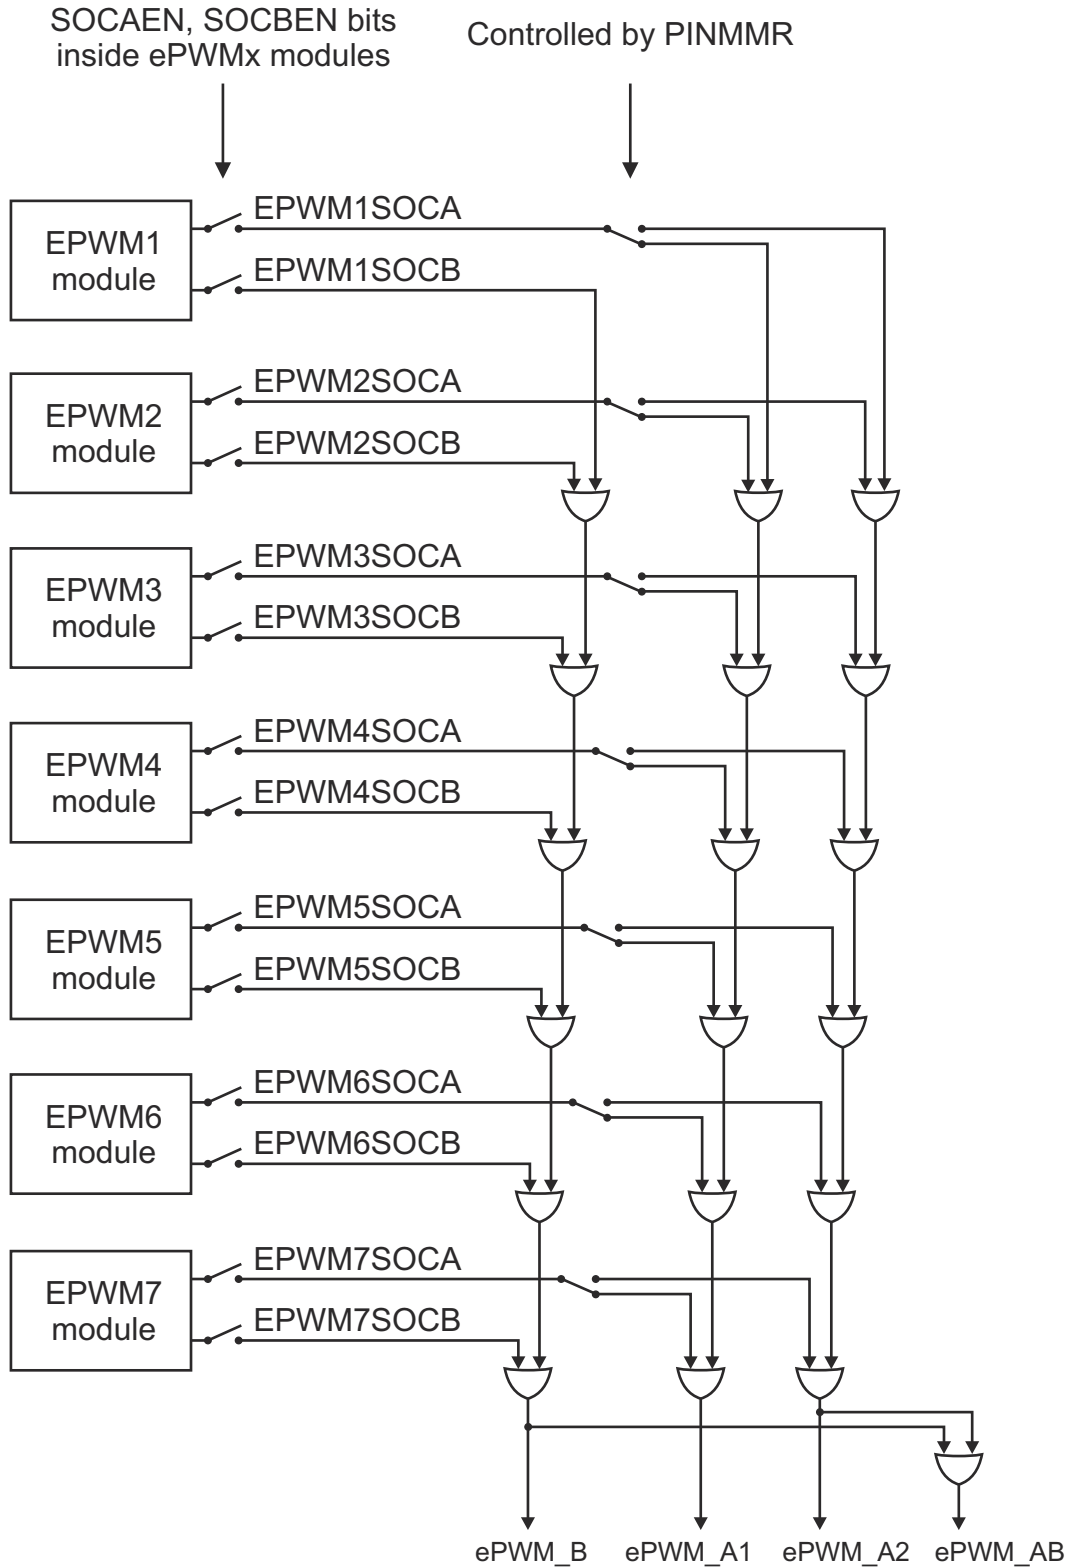 SOCAEN, SOCBEN bits
inside ePWMx modules
Controlled by PINMMR
EPWM1
module
EPWM1SOCA
EPWM1SOCB
EPWM2
module
EPWM2SOCA
EPWM2SOCB
EPWM3
module
EPWM3SOCA
EPWM3SOCB
EPWM4
module
EPWM4SOCA
EPWM4SOCB
EPWM5
module
EPWM5SOCA
EPWM5SOCB
EPWM6
module
EPWM6SOCA
EPWM6SOCB
EPWM7
module
EPWM7SOCA
EPWM7SOCB
ePWM_B
ePWM_A1
ePWM_A2
ePWM_AB